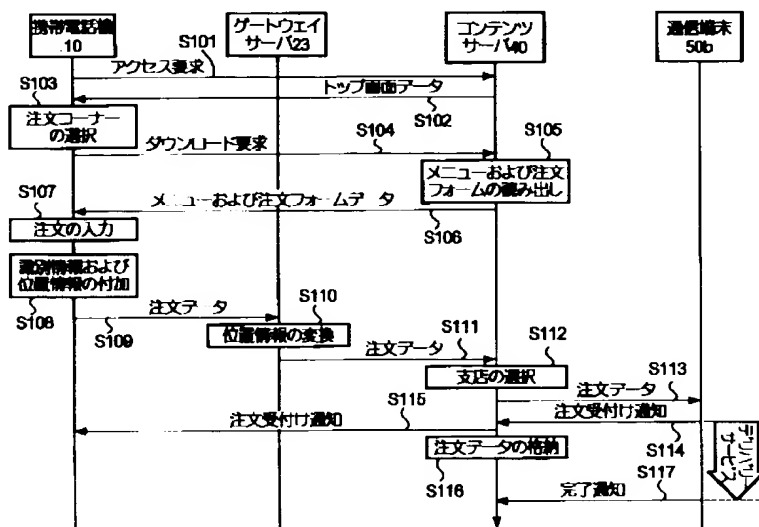 携帯電話機
10
ゲートウェイ
サーバ23
コンテンツ
サーバ40
通信端末
50b
S101
アクセス要求
トップ画面データ
S102
S103
注文コーナー
の選択
S104
ダウンロード要求
S105
メニューおよび注文
フォームの読み出し
メニューおよび注文フォームデータ
S106
S107
注文の入力
識別情報および
位置情報の付加
S108
注文データ
S109
S110
位置情報の変換
S111
注文データ
S112
支店の選択
S113
注文データ
注文受付け通知
S114
S115
注文受付け通知
注文データの格納
S116
デリバリー
サービス
S117
完了通知